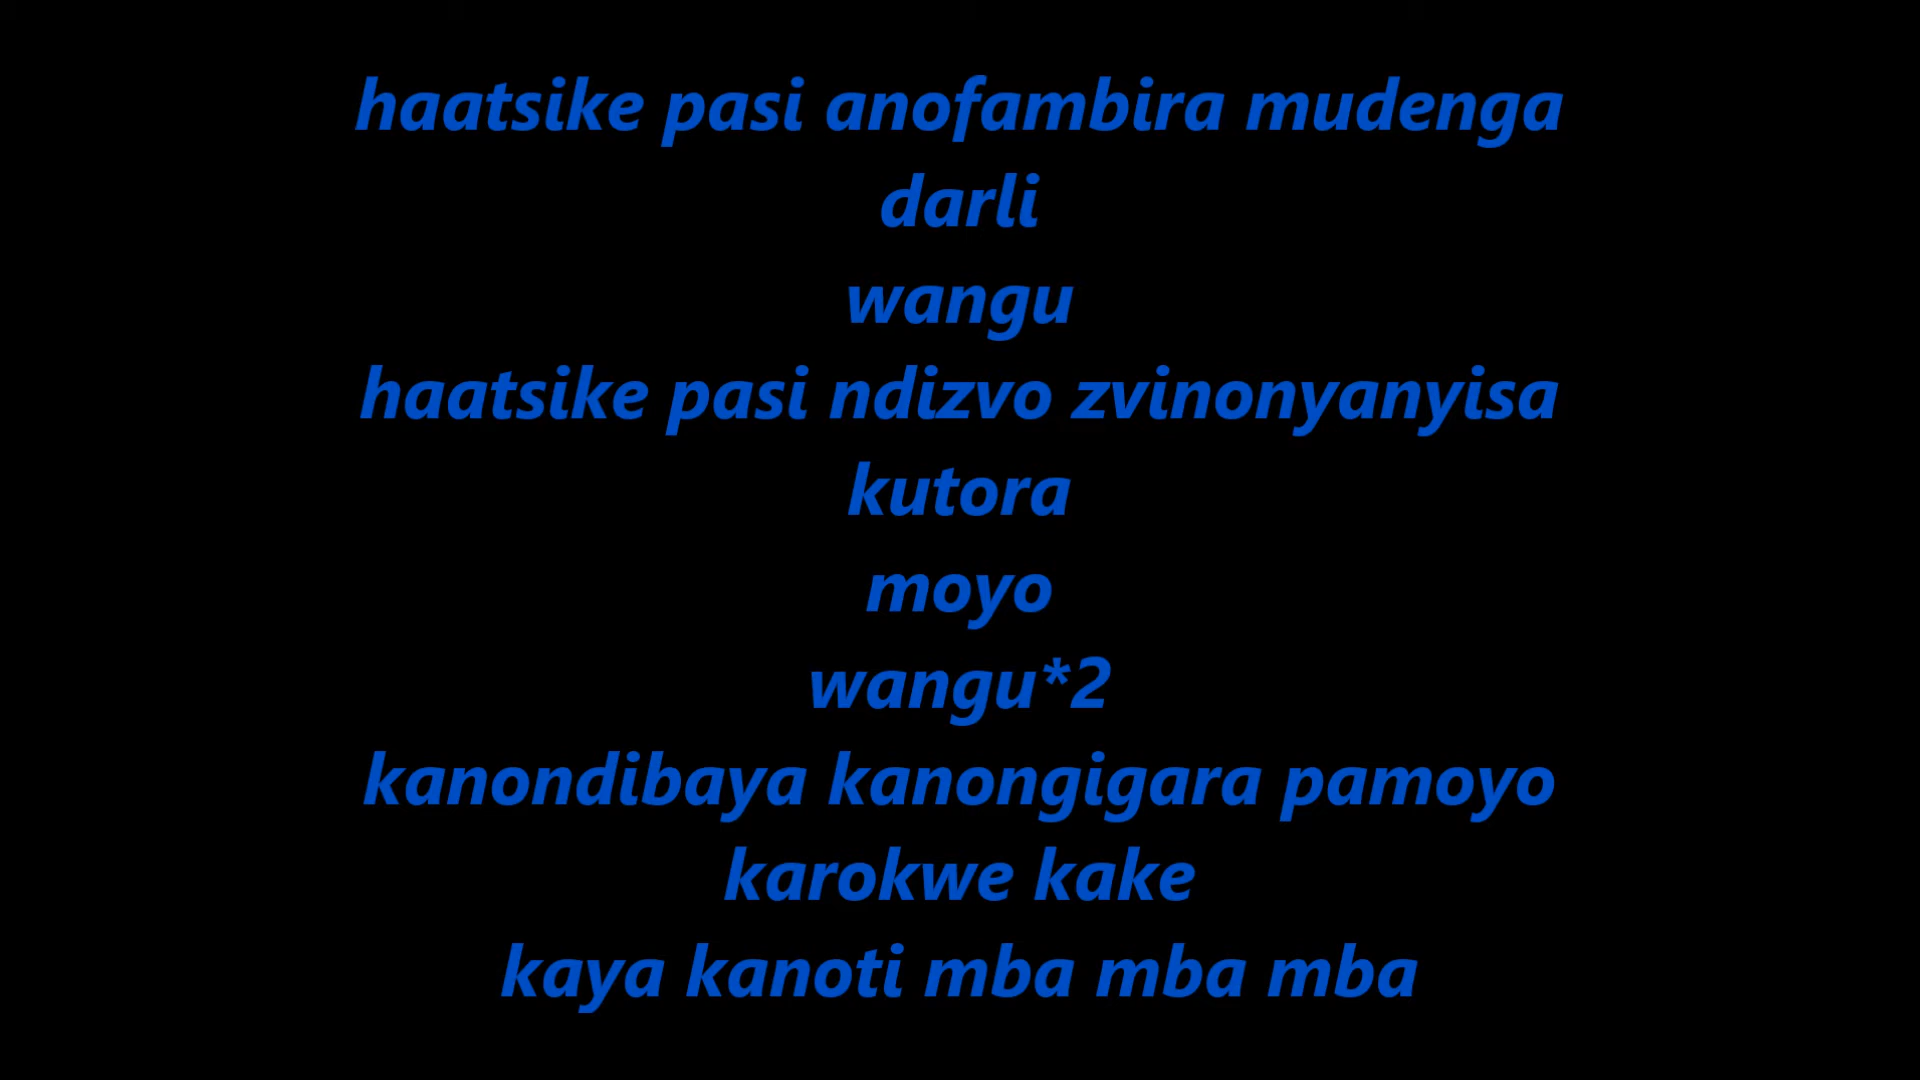 haatsike pasi anofambira mudenga
darli
wangu
haatsike pasi ndizvo zvinonyanyisa
kutora
moyo
wangu*2
kanondibaya kanongigara pamoyo
karokwe kake
kaya kanoti mba mba mba